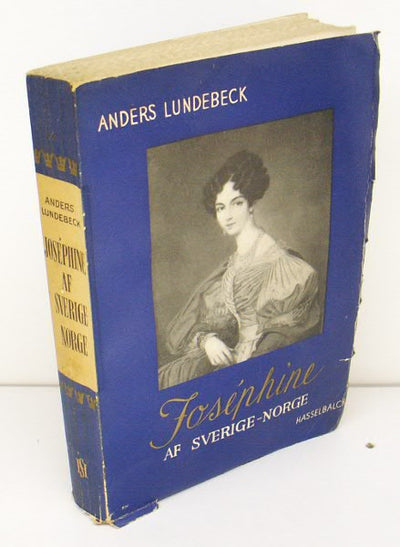 ANDERS LUNDEBECK
Joséphine
AF SVERIGE-NORGE
HASSELBALCH
ANDERS
LUNDEBECK
JOSÉPHINE
AF
SVERIGE
NORGE